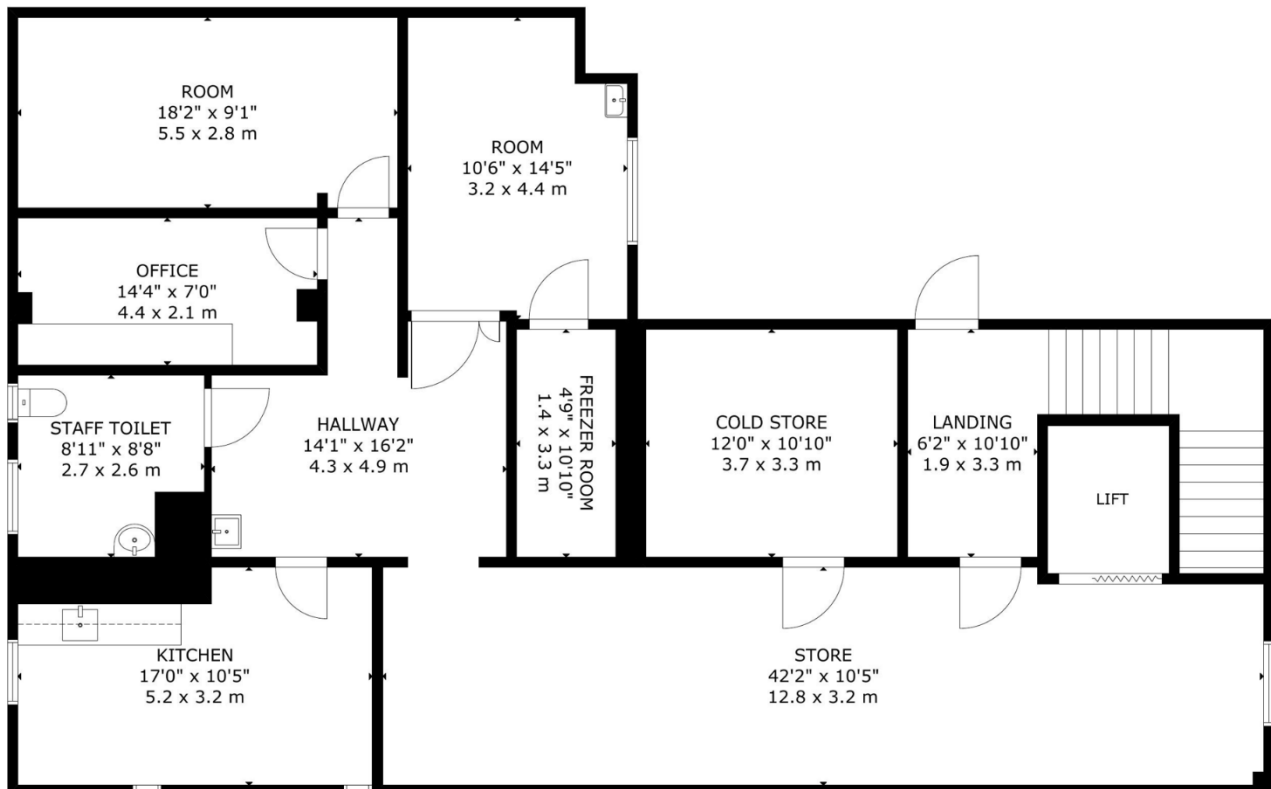 ROOM
18'2" x 9'1"
5.5 x 2.8 m
ROOM
10'6" x 14'5"
3.2 x 4.4 m
OFFICE
14'4" x 7'0"
4.4 x 2.1 m
STAFF TOILET
8'11" x 8'8"
2.7 x 2.6 m
HALLWAY
14'1" x 16'2"
4.3 x 4.9 m
FREEZER ROOM
4'9" x 10'10"
1.4 x 3.3 m
COLD STORE
12'0" x 10'10"
3.7 x 3.3 m
LANDING
6'2" x 10'10"
1.9 x 3.3 m
LIFT
KITCHEN
17'0" x 10'5"
5.2 x 3.2 m
STORE
42'2" x 10'5"
12.8 x 3.2 m